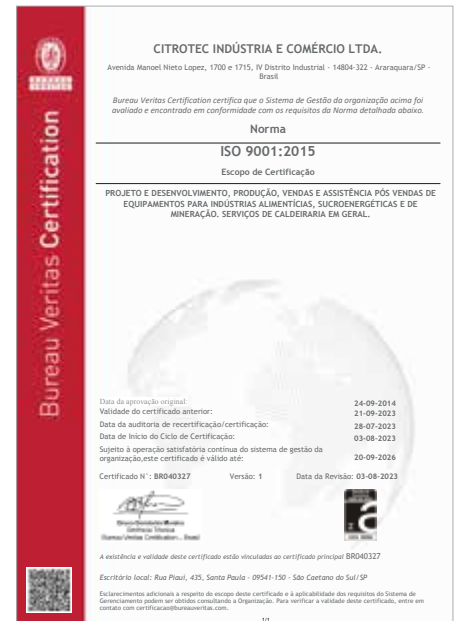 Bureau Veritas Certification
CITROTEC INDÚSTRIA E COMÉRCIO LTDA.
Avenida Manoel Nieto Lopez, 1700 e 1715, IV Distrito Industrial - 14804-322 - Araraquara/SP -
Brasil
Bureau Veritas Certification certifica que o Sistema de Gestão da organização acima foi
avaliado e encontrado em conformidade com os requisitos da Norma detalhada abaixo.
Norma
ISO 9001:2015
Escopo de Certificação
PROJETO E DESENVOLVIMENTO, PRODUÇÃO, VENDAS E ASSISTÊNCIA PÓS VENDAS DE
EQUIPAMENTOS PARA INDÚSTRIAS ALIMENTÍCIAS, SUCROENERGÉTICAS E DE
MINERAÇÃO. SERVIÇOS DE CALDEIRARIA EM GERAL.
Data da aprovação original: 24-09-2014
Validade do certificado anterior: 21-09-2023
Data da auditoria de recertificação/certificação: 28-07-2023
Data de Início do Ciclo de Certificação: 03-08-2023
Sujeito à operação satisfatória contínua do sistema de gestão da
organização,este certificado é válido até: 20-09-2026
Certificado N°: BR040327 Versão: 1 Data da Revisão: 03-08-2023
Gerência Técnica
Bureau Veritas Certification - Brasil
A existência e validade deste certificado estão vinculadas ao certificado principal BR040327
Escritório local: Rua Piauí, 435, Santa Paula - 09541-150 - São Caetano do Sul/SP
Esclarecimentos adicionais a respeito do escopo deste certificado e à aplicabilidade dos requisitos do Sistema de
Gerenciamento podem ser obtidos consultando a Organização. Para verificar a validade deste certificado, entre em
contato com certificacao@bureauveritas.com.
1/1